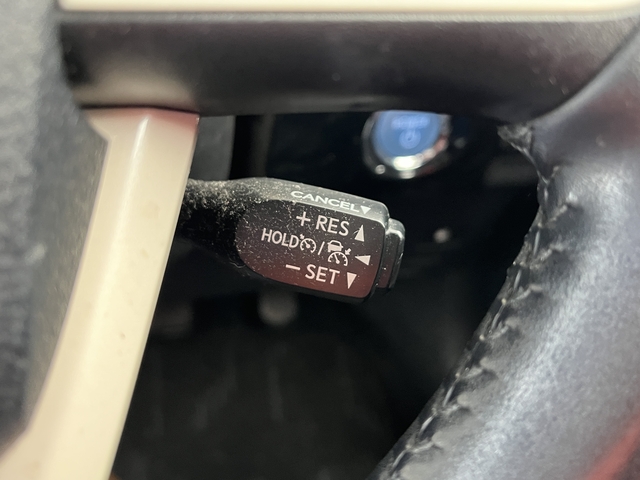 CANCEL▼
+ RES ▲
HOLD / ◀
− SET ▼